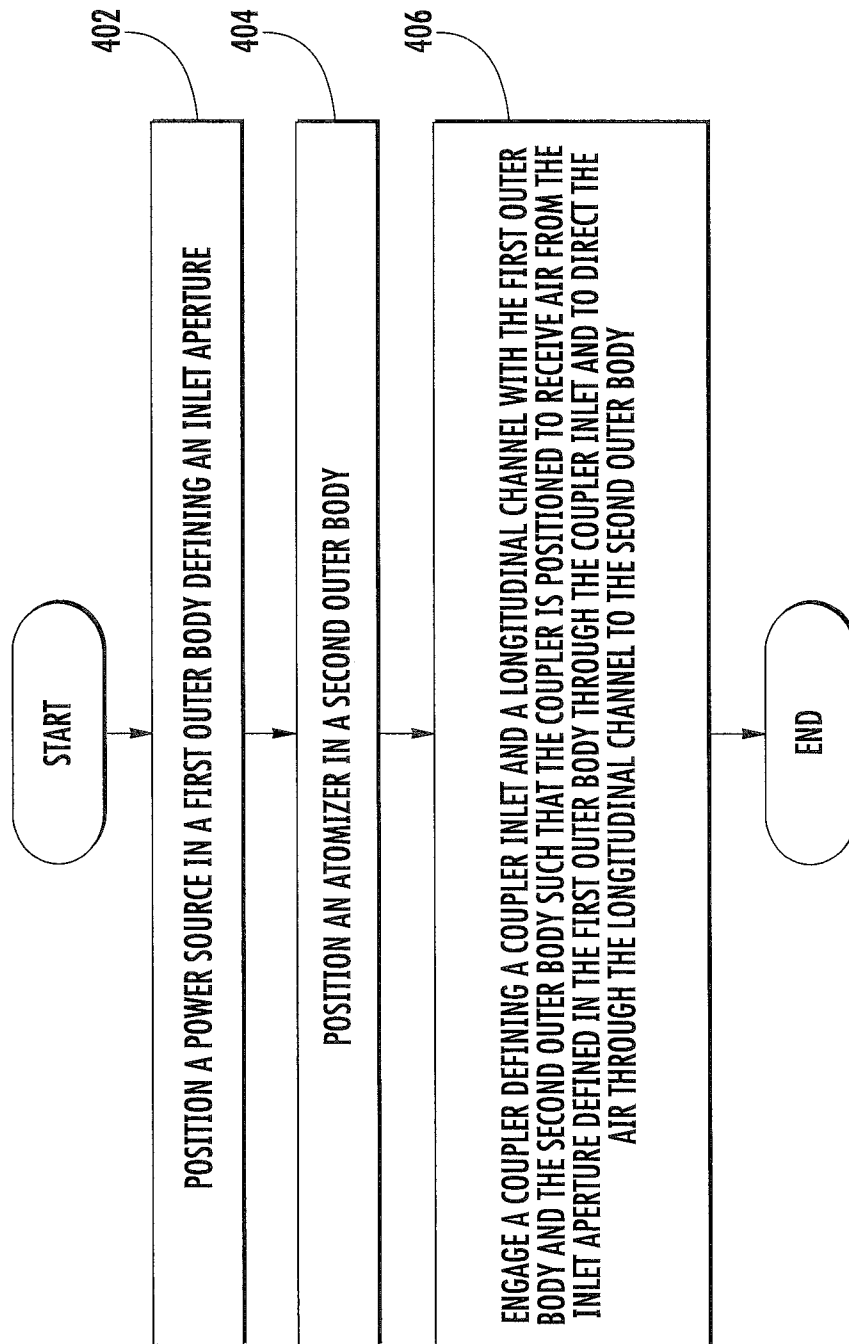 START
402
POSITION A POWER SOURCE IN A FIRST OUTER BODY DEFINING AN INLET APERTURE
404
POSITION AN ATOMIZER IN A SECOND OUTER BODY
406
ENGAGE A COUPLER DEFINING A COUPLER INLET AND A LONGITUDINAL CHANNEL WITH THE FIRST OUTER
BODY AND THE SECOND OUTER BODY SUCH THAT THE COUPLER IS POSITIONED TO RECEIVE AIR FROM THE
INLET APERTURE DEFINED IN THE FIRST OUTER BODY THROUGH THE COUPLER INLET AND TO DIRECT THE
AIR THROUGH THE LONGITUDINAL CHANNEL TO THE SEOND OUTER BODY
END